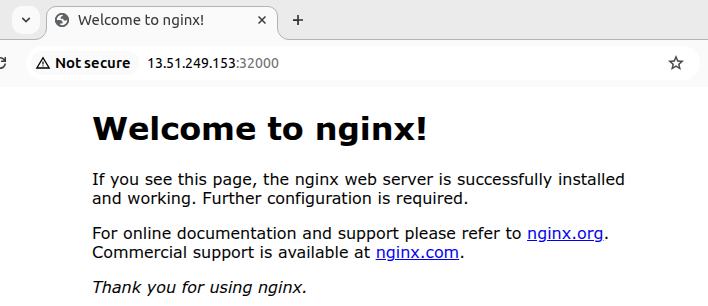 Welcome to nginx!
Not secure 13.51.249.153:32000
Welcome to nginx!
If you see this page, the nginx web server is successfully installed
and working. Further configuration is required.
For online documentation and support please refer to nginx.org.
Commercial support is available at nginx.com.
Thank you for using nginx.